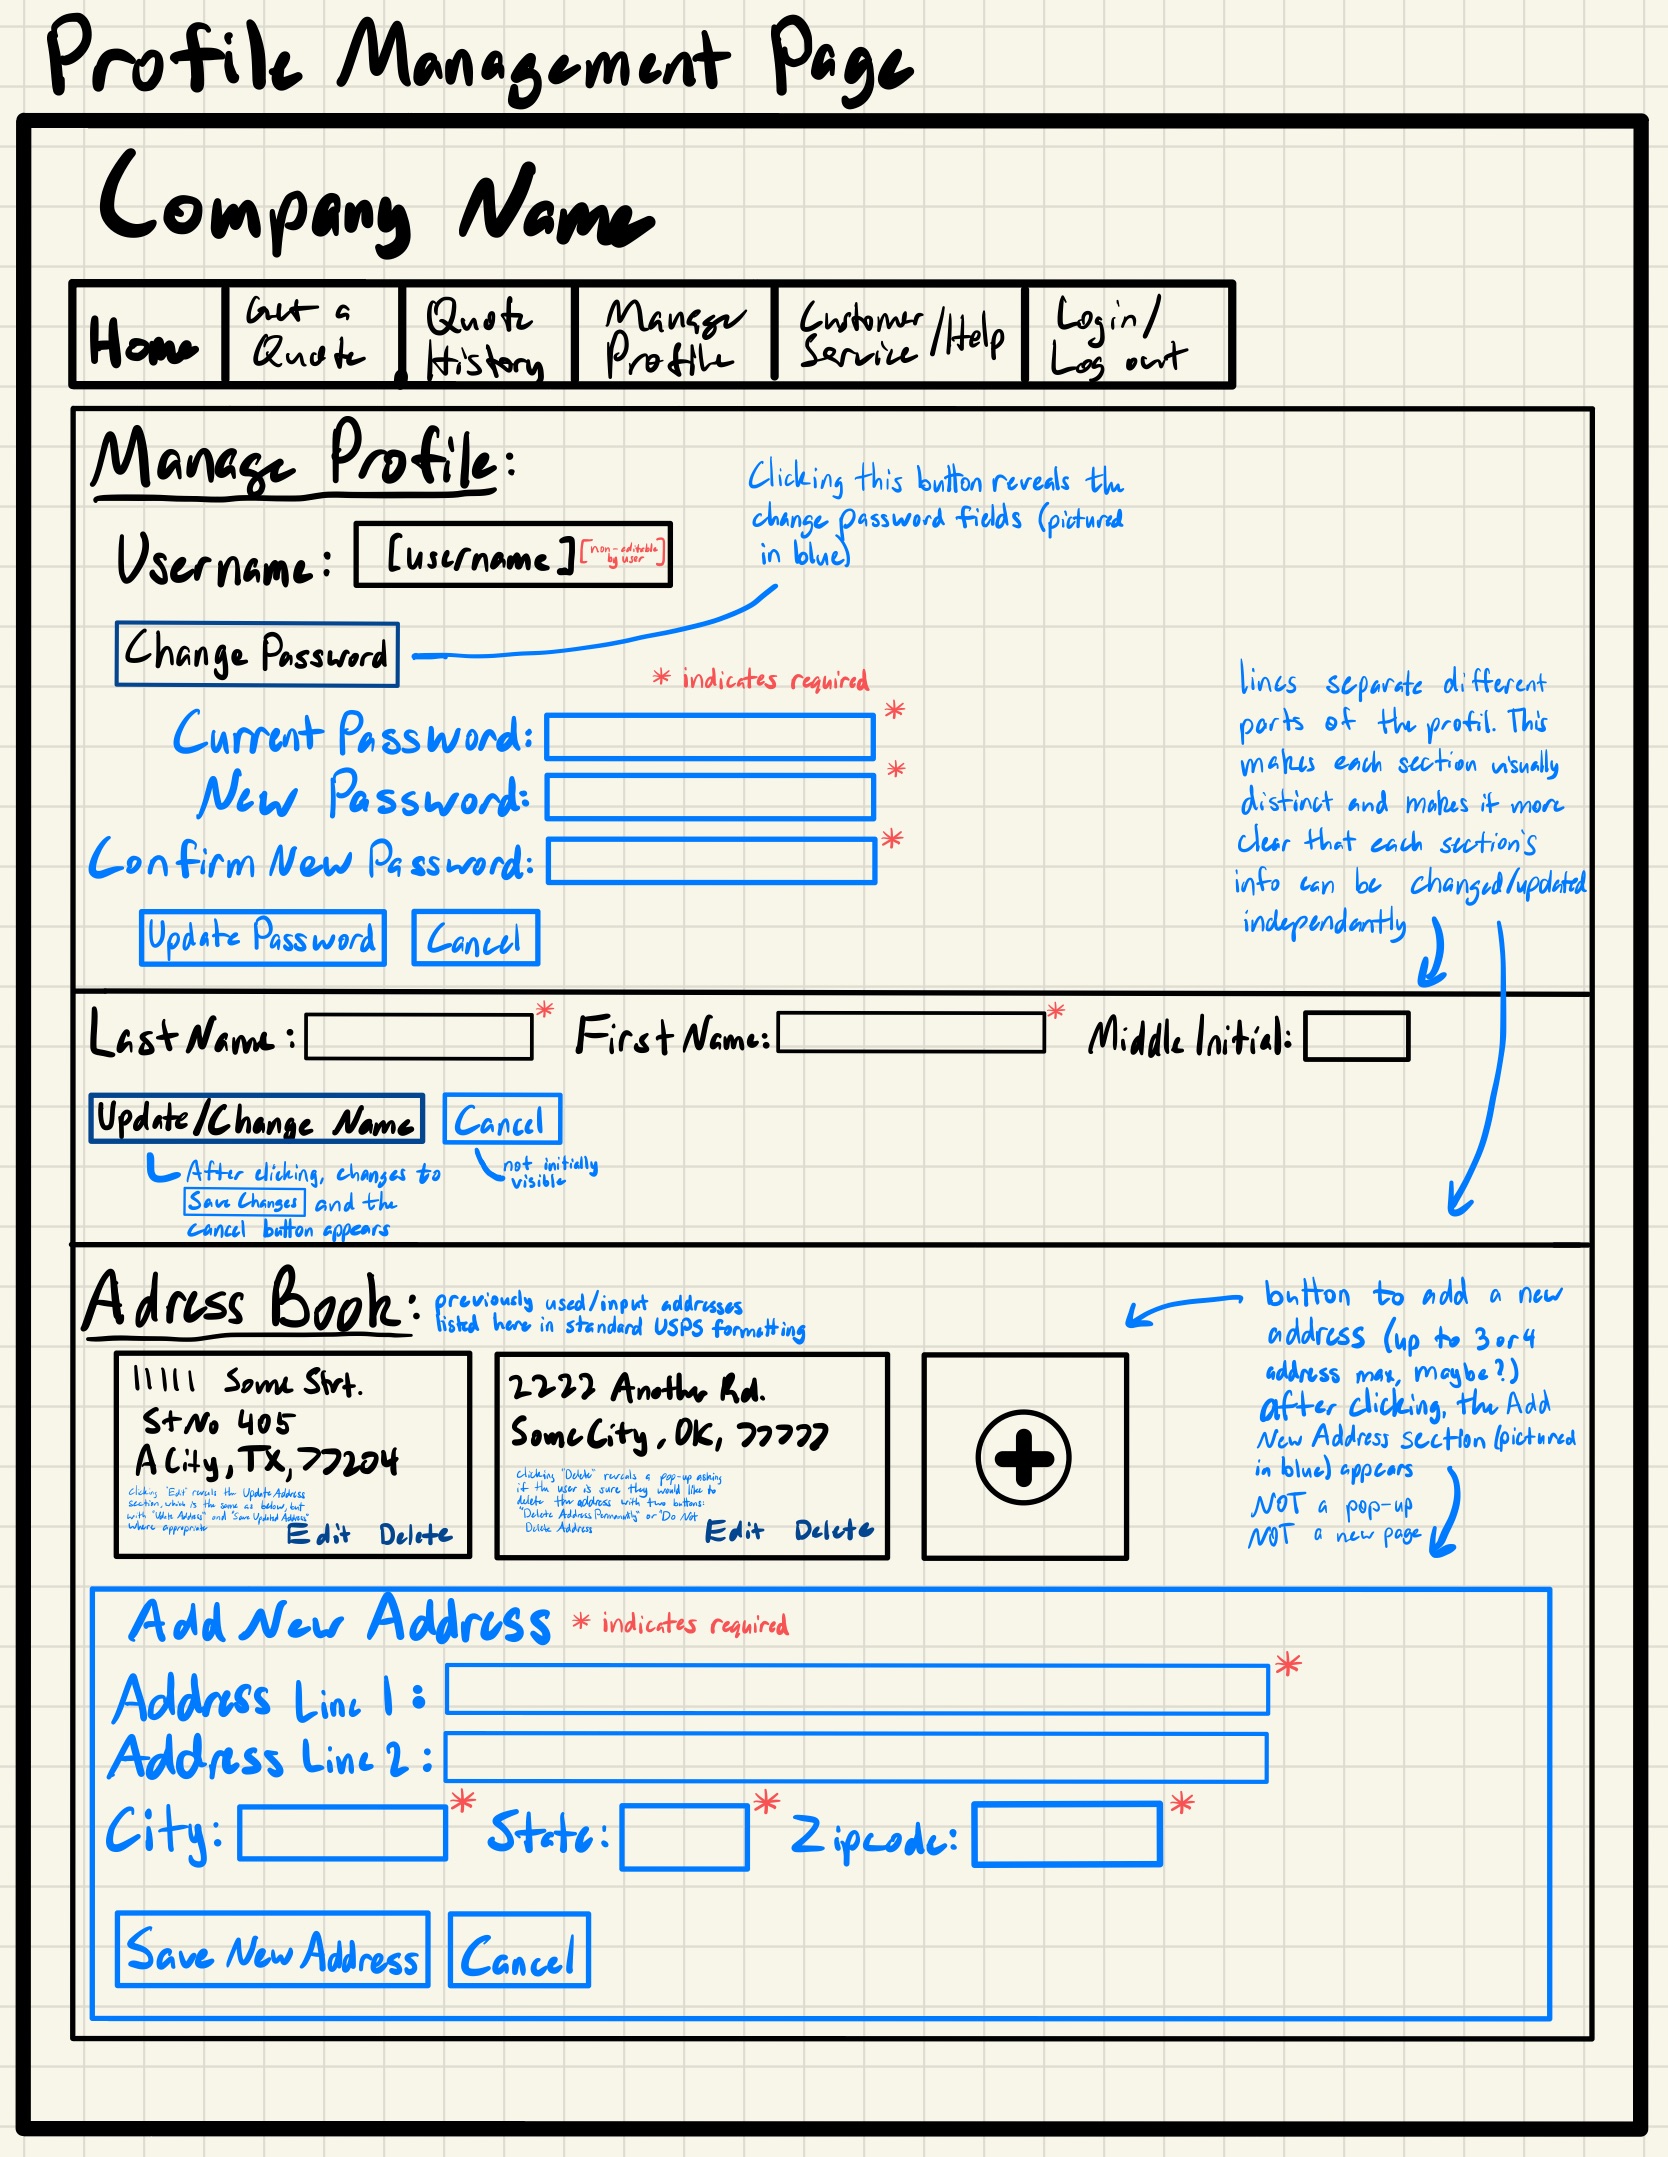 Profile Management Page
Company Name
Home
Get a
Quote
Quote
History
Manage
Profile
Customer
Service /Help
Login/
Log out
Manage Profile:
Clicking this button reveals the
change password fields (pictured
in blue)
Username: [username] [non-editable
by user]
Change Password
* indicates required
Current Password: *
New Password: *
Confirm New Password: *
Update Password Cancel
lines separate different
parts of the profil. This
makes each section visually
distinct and makes it more
clear that each section's
info can be changed/updated
independantly
Last Name: * First Name: * Middle Initial:
Update/Change Name Cancel
After clicking, changes to
Save Changes and the
cancel button appears
not initially
visible
Adress Book: previously used/input addresses
listed here in standard USPS formatting
11111 Some Strt.
St No 405
A City, TX, 77204
Clicking "Edit" reveals the Update Address
section, which is the same as below, but
with "Update Address" and "Save Updated Address"
where appropriate
Edit Delete
2222 Another Rd.
Some City, OK, 77777
Clicking "Delete" reveals a pop-up asking
if the user is sure they would like to
delete the address with two buttons:
"Delete Address Permanently" or "Do Not
Delete Address
Edit Delete
button to add a new
address (up to 3 or 4
address max, maybe?)
after clicking, the Add
New Address section (pictured
in blue) appears
NOT a pop-up
NOT a new page
Add New Address * indicates required
Address Line 1: *
Address Line 2:
City: * State: * Zipcode: *
Save New Address Cancel